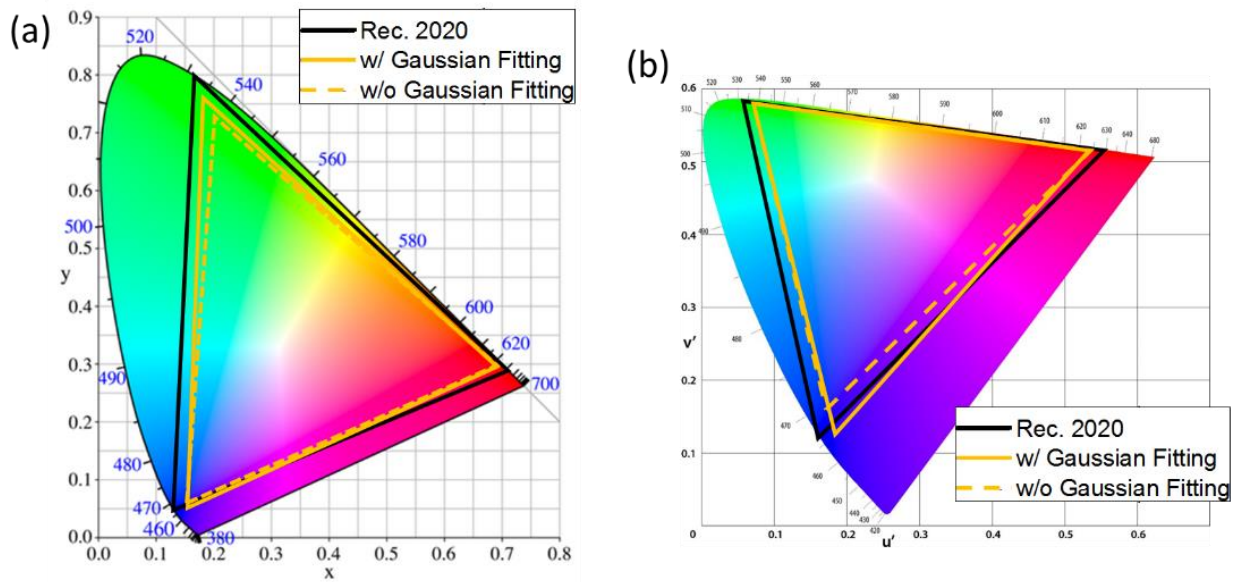 (a)
0.9
0.8
0.7
0.6
0.5
0.4
0.3
0.2
0.1
0.0
y
0.0 0.1 0.2 0.3 0.4 0.5 0.6 0.7 0.8
x
520
540
560
580
600
620
700
500
490
480
470
460
380
Rec. 2020
w/ Gaussian Fitting
w/o Gaussian Fitting
(b)
0.6
0.5
0.4
0.3
v′
0.2
0.1
0 0.1 0.2 0.3 0.4 0.5 0.6
u′
520 530 540 550 560 570 580 590 600 610 620 630 640 680
510
500
490
480
470
460
450
440
430
420
Rec. 2020
w/ Gaussian Fitting
w/o Gaussian Fitting